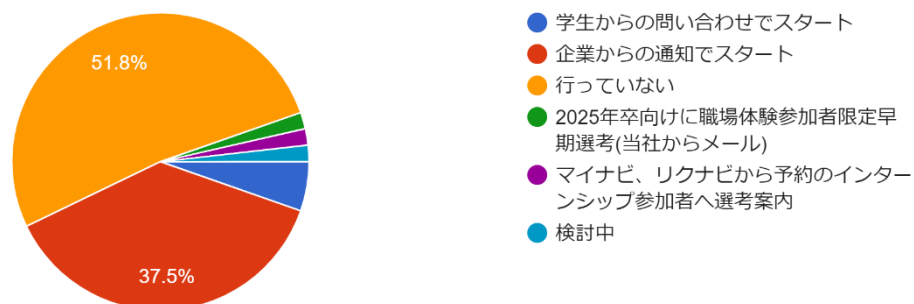 51.8%
37.5%
学生からの問い合わせでスタート
企業からの通知でスタート
行っていない
2025年卒向けに職場体験参加者限定早
期選考(当社からメール)
マイナビ、リクナビから予約のインター
ンシップ参加者へ選考案内
検討中